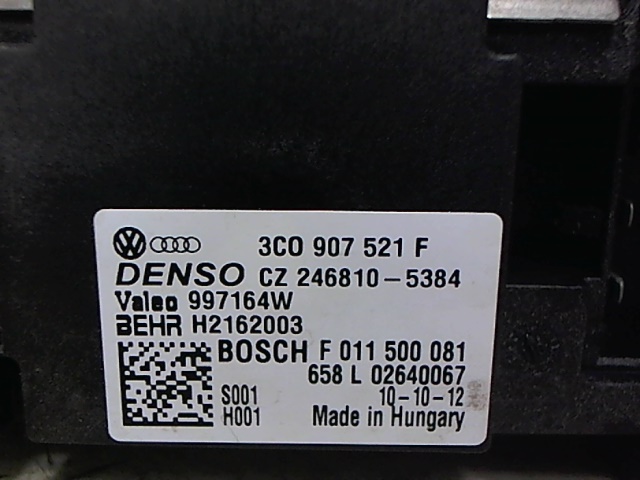 3C0 907 521 F
DENSO CZ 246810-5384
Valeo 997164W
BEHR H2162003
BOSCH F 011 500 081
658 L 02640067
S001 10-10-12
H001 Made in Hungary